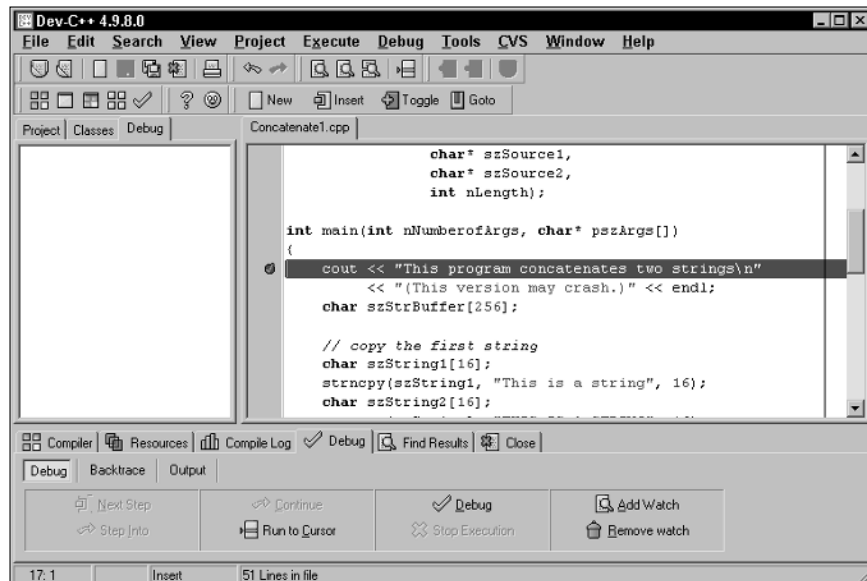 Dev-C++ 4.9.8.0
File Edit Search View Project Execute Debug Tools CVS Window Help
New Insert Toggle Goto
Project Classes Debug
Concatenate1.cpp
char* szSource1,
char* szSource2,
int nLength);
int main(int nNumberofArgs, char* pszArgs[])
{
cout << "This program concatenates two strings\n"
<< "(This version may crash.)" << endl;
char szStrBuffer[256];
// copy the first string
char szString1[16];
strncpy(szString1, "This is a string", 16);
char szString2[16];
Compiler Resources Compile Log Debug Find Results Close
Debug Backtrace Output
Next Step Continue Debug Add Watch
Step Into Run to Cursor Stop Execution Remove watch
17: 1 Insert 51 Lines in file